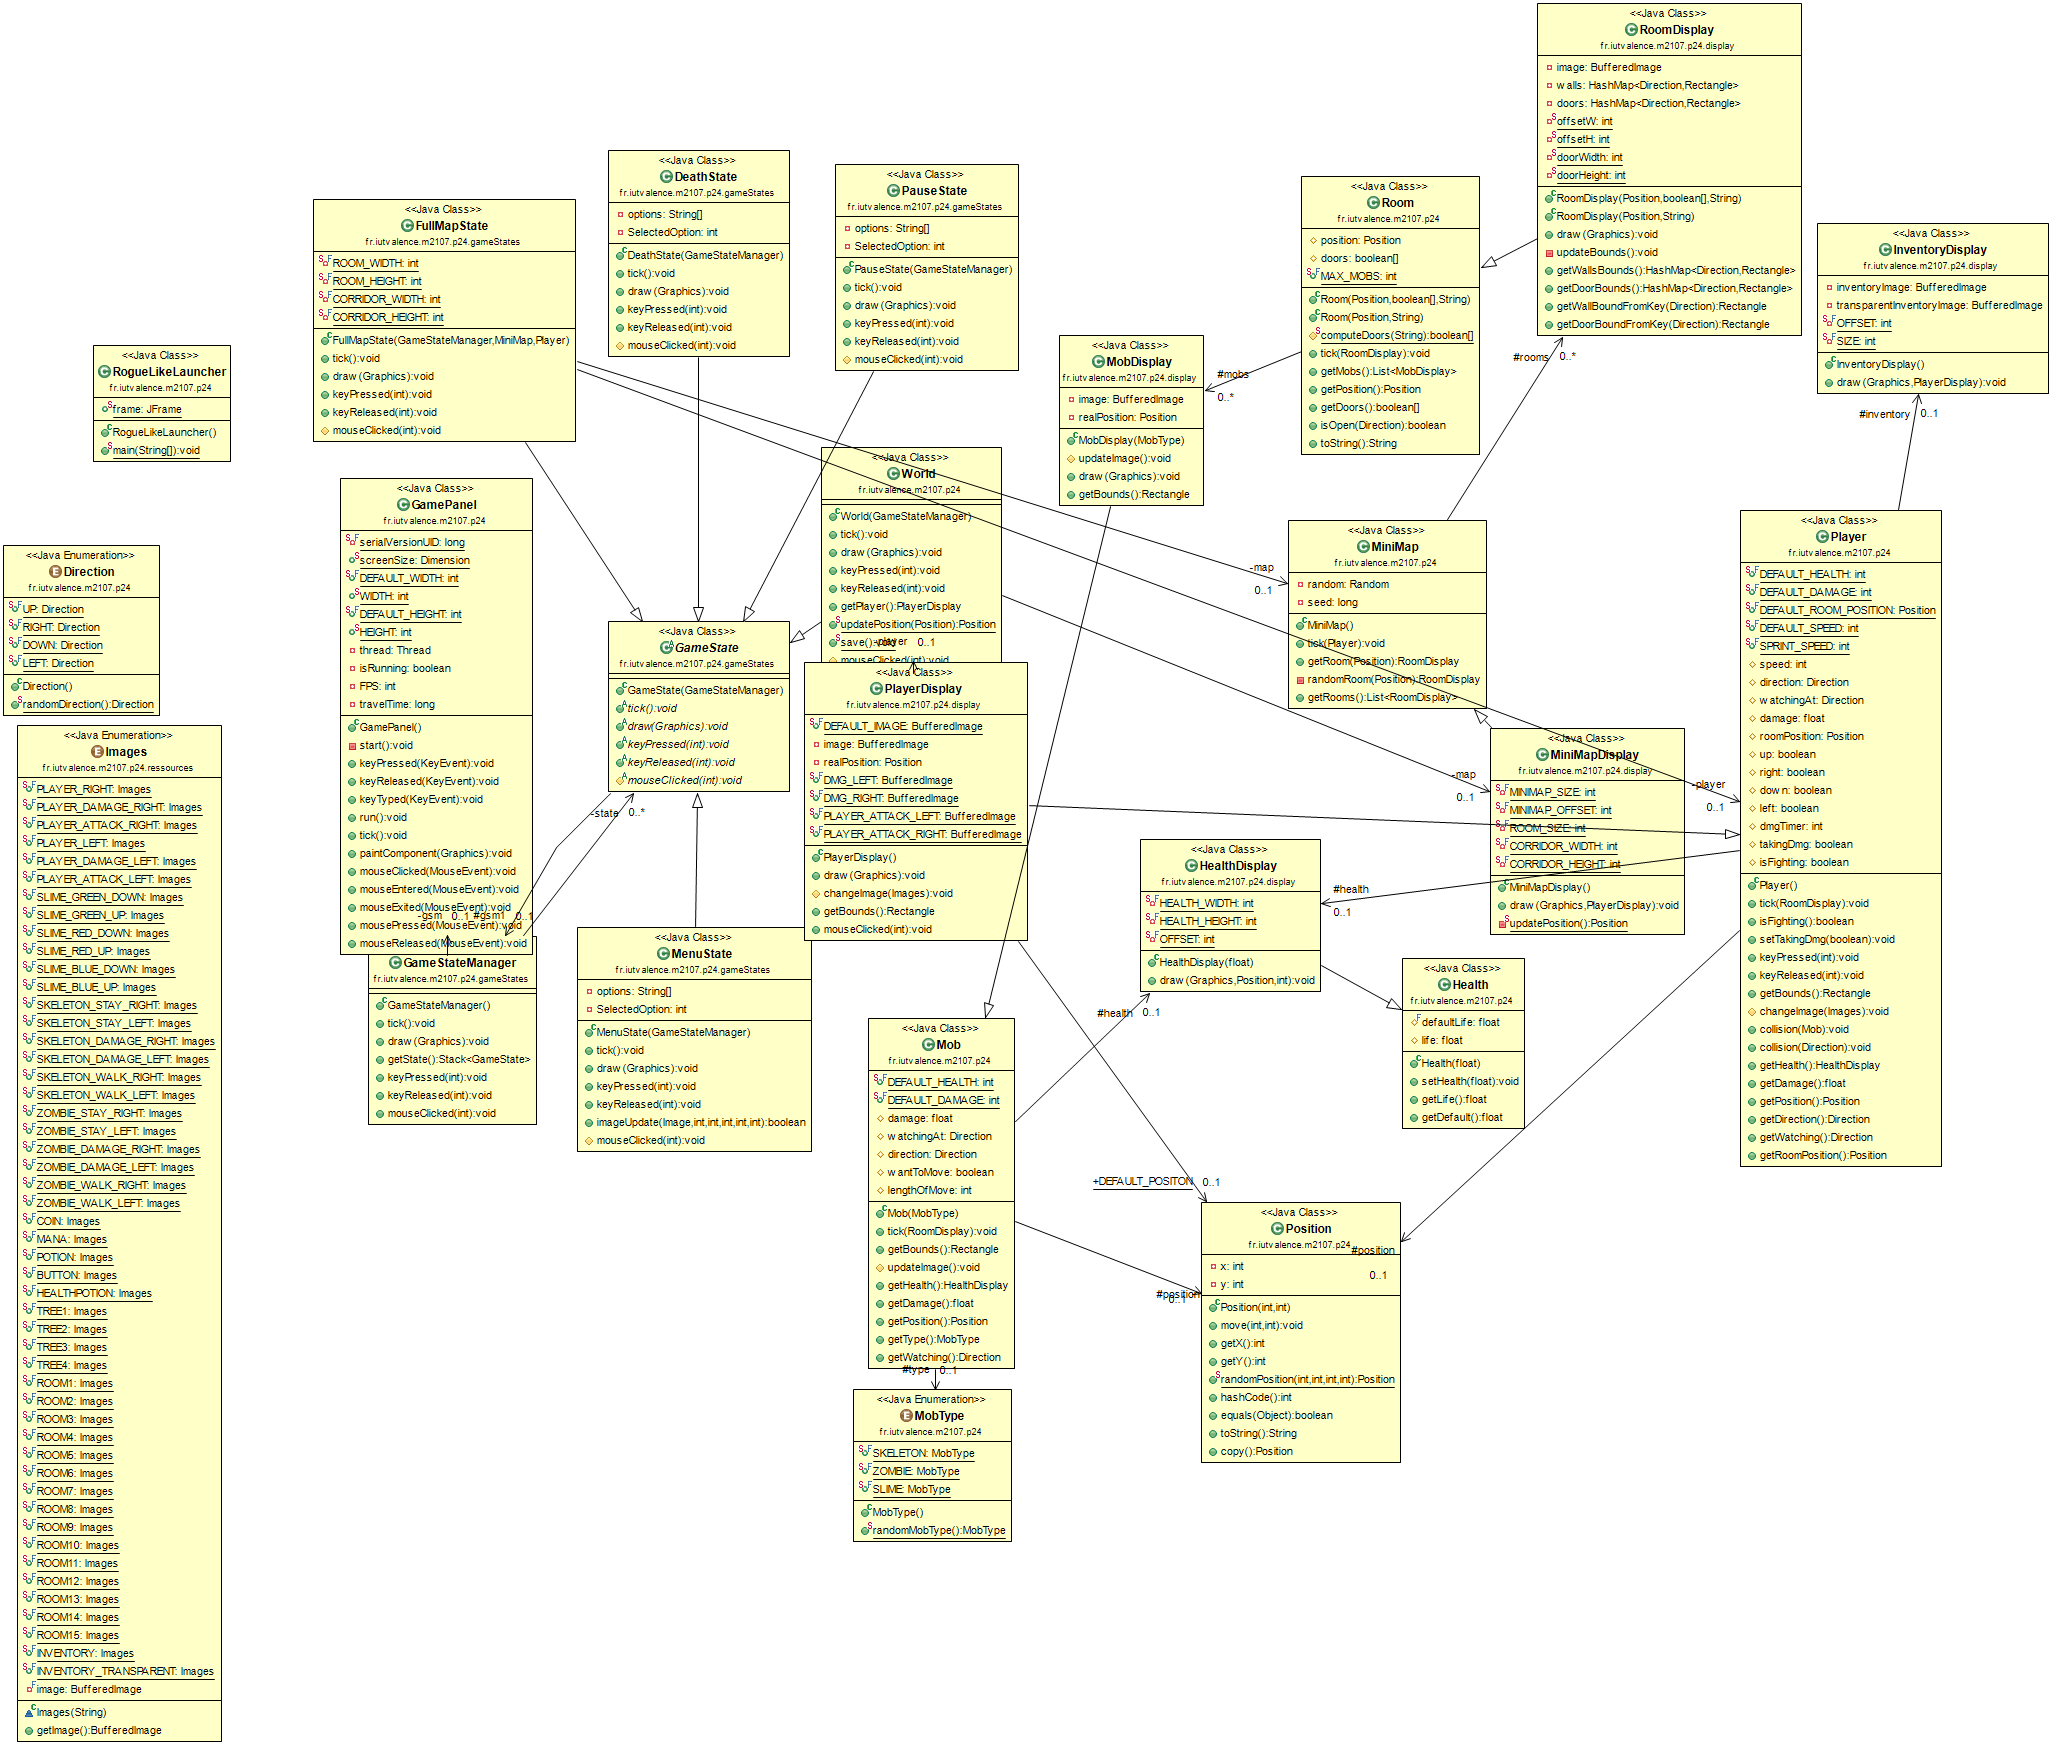 <<Java Class>>
RoomDisplay
fr.iutvalence.m2107.p24.display
image: BufferedImage
walls: HashMap<Direction,Rectangle>
doors: HashMap<Direction,Rectangle>
offsetW: int
offsetH: int
doorWidth: int
doorHeight: int
RoomDisplay(Position,boolean[],String)
RoomDisplay(Position,String)
draw(Graphics):void
updateBounds():void
getWallsBounds():HashMap<Direction,Rectangle>
getDoorBounds():HashMap<Direction,Rectangle>
getWallBoundFromKey(Direction):Rectangle
getDoorBoundFromKey(Direction):Rectangle
<<Java Class>>
DeathState
fr.iutvalence.m2107.p24.gameStates
options: String[]
SelectedOption: int
DeathState(GameStateManager)
tick():void
draw(Graphics):void
keyPressed(int):void
keyReleased(int):void
mouseClicked(int):void
<<Java Class>>
PauseState
fr.iutvalence.m2107.p24.gameStates
options: String[]
SelectedOption: int
PauseState(GameStateManager)
tick():void
draw(Graphics):void
keyPressed(int):void
keyReleased(int):void
mouseClicked(int):void
<<Java Class>>
Room
fr.iutvalence.m2107.p24
position: Position
doors: boolean[]
MAX_MOBS: int
Room(Position,boolean[],String)
Room(Position,String)
computeDoors(String):boolean[]
tick(RoomDisplay):void
getMobs():List<MobDisplay>
getPosition():Position
getDoors():boolean[]
isOpen(Direction):boolean
toString():String
<<Java Class>>
FullMapState
fr.iutvalence.m2107.p24.gameStates
ROOM_WIDTH: int
ROOM_HEIGHT: int
CORRIDOR_WIDTH: int
CORRIDOR_HEIGHT: int
FullMapState(GameStateManager,MiniMap,Player)
tick():void
draw(Graphics):void
keyPressed(int):void
keyReleased(int):void
mouseClicked(int):void
<<Java Class>>
InventoryDisplay
fr.iutvalence.m2107.p24.display
inventoryImage: BufferedImage
transparentInventoryImage: BufferedImage
OFFSET: int
SIZE: int
InventoryDisplay()
draw(Graphics,PlayerDisplay):void
#inventory 0..1
<<Java Class>>
RogueLikeLauncher
fr.iutvalence.m2107.p24
frame: JFrame
RogueLikeLauncher()
main(String[]):void
<<Java Class>>
MobDisplay
fr.iutvalence.m2107.p24.display
image: BufferedImage
realPosition: Position
MobDisplay(MobType)
updateImage():void
draw(Graphics):void
getBounds():Rectangle
#mobs
0..*
#rooms 0..*
<<Java Class>>
World
fr.iutvalence.m2107.p24
World(GameStateManager)
tick():void
draw(Graphics):void
keyPressed(int):void
keyReleased(int):void
getPlayer():PlayerDisplay
updatePosition(Position):Position
save():void
mouseClicked(int):void
-player 0..1
<<Java Class>>
GamePanel
fr.iutvalence.m2107.p24
serialVersionUID: long
screenSize: Dimension
DEFAULT_WIDTH: int
WIDTH: int
DEFAULT_HEIGHT: int
HEIGHT: int
thread: Thread
isRunning: boolean
FPS: int
travelTime: long
GamePanel()
start():void
keyPressed(KeyEvent):void
keyReleased(KeyEvent):void
keyTyped(KeyEvent):void
run():void
tick():void
paintComponent(Graphics):void
mouseClicked(MouseEvent):void
mouseEntered(MouseEvent):void
mouseExited(MouseEvent):void
mousePressed(MouseEvent):void
mouseReleased(MouseEvent):void
-gsm 0..1 #gsm1 0..1
<<Java Class>>
MiniMap
fr.iutvalence.m2107.p24
random: Random
seed: long
MiniMap()
tick(Player):void
getRoom(Position):RoomDisplay
randomRoom(Position):RoomDisplay
getRooms():List<RoomDisplay>
-map
0..1
<<Java Class>>
Player
fr.iutvalence.m2107.p24
DEFAULT_HEALTH: int
DEFAULT_DAMAGE: int
DEFAULT_ROOM_POSITION: Position
DEFAULT_SPEED: int
SPRINT_SPEED: int
speed: int
direction: Direction
watchingAt: Direction
damage: float
roomPosition: Position
up: boolean
right: boolean
down: boolean
left: boolean
dmgTimer: int
takingDmg: boolean
isFighting: boolean
Player()
tick(RoomDisplay):void
isFighting():boolean
setTakingDmg(boolean):void
keyPressed(int):void
keyReleased(int):void
getBounds():Rectangle
changeImage(Images):void
collision(Mob):void
collision(Direction):void
getHealth():HealthDisplay
getDamage():float
getPosition():Position
getDirection():Direction
getWatching():Direction
getRoomPosition():Position
-player
0..1
<<Java Enumeration>>
Direction
fr.iutvalence.m2107.p24
UP: Direction
RIGHT: Direction
DOWN: Direction
LEFT: Direction
Direction()
randomDirection():Direction
<<Java Class>>
GameState
fr.iutvalence.m2107.p24.gameStates
GameState(GameStateManager)
tick():void
draw(Graphics):void
keyPressed(int):void
keyReleased(int):void
mouseClicked(int):void
-state 0..*
<<Java Class>>
PlayerDisplay
fr.iutvalence.m2107.p24.display
DEFAULT_IMAGE: BufferedImage
image: BufferedImage
realPosition: Position
DMG_LEFT: BufferedImage
DMG_RIGHT: BufferedImage
PLAYER_ATTACK_LEFT: BufferedImage
PLAYER_ATTACK_RIGHT: BufferedImage
PlayerDisplay()
draw(Graphics):void
changeImage(Images):void
getBounds():Rectangle
mouseClicked(int):void
<<Java Class>>
MiniMapDisplay
fr.iutvalence.m2107.p24.display
MINIMAP_SIZE: int
MINIMAP_OFFSET: int
ROOM_SIZE: int
CORRIDOR_WIDTH: int
CORRIDOR_HEIGHT: int
MiniMapDisplay()
draw(Graphics,PlayerDisplay):void
updatePosition():Position
-map
0..1
<<Java Enumeration>>
Images
fr.iutvalence.m2107.p24.ressources
PLAYER_RIGHT: Images
PLAYER_DAMAGE_RIGHT: Images
PLAYER_ATTACK_RIGHT: Images
PLAYER_LEFT: Images
PLAYER_DAMAGE_LEFT: Images
PLAYER_ATTACK_LEFT: Images
SLIME_GREEN_DOWN: Images
SLIME_GREEN_UP: Images
SLIME_RED_DOWN: Images
SLIME_RED_UP: Images
SLIME_BLUE_DOWN: Images
SLIME_BLUE_UP: Images
SKELETON_STAY_RIGHT: Images
SKELETON_STAY_LEFT: Images
SKELETON_DAMAGE_RIGHT: Images
SKELETON_DAMAGE_LEFT: Images
SKELETON_WALK_RIGHT: Images
SKELETON_WALK_LEFT: Images
ZOMBIE_STAY_RIGHT: Images
ZOMBIE_STAY_LEFT: Images
ZOMBIE_DAMAGE_RIGHT: Images
ZOMBIE_DAMAGE_LEFT: Images
ZOMBIE_WALK_RIGHT: Images
ZOMBIE_WALK_LEFT: Images
COIN: Images
MANA: Images
POTION: Images
BUTTON: Images
HEALTHPOTION: Images
TREE1: Images
TREE2: Images
TREE3: Images
TREE4: Images
ROOM1: Images
ROOM2: Images
ROOM3: Images
ROOM4: Images
ROOM5: Images
ROOM6: Images
ROOM7: Images
ROOM8: Images
ROOM9: Images
ROOM10: Images
ROOM11: Images
ROOM12: Images
ROOM13: Images
ROOM14: Images
ROOM15: Images
INVENTORY: Images
INVENTORY_TRANSPARENT: Images
image: BufferedImage
Images(String)
getImage():BufferedImage
<<Java Class>>
HealthDisplay
fr.iutvalence.m2107.p24.display
HEALTH_WIDTH: int
HEALTH_HEIGHT: int
OFFSET: int
HealthDisplay(float)
draw(Graphics,Position,int):void
#health
0..1
#health 0..1
GameStateManager
fr.iutvalence.m2107.p24.gameStates
GameStateManager()
tick():void
draw(Graphics):void
getState():Stack<GameState>
keyPressed(int):void
keyReleased(int):void
mouseClicked(int):void
<<Java Class>>
MenuState
fr.iutvalence.m2107.p24.gameStates
options: String[]
SelectedOption: int
MenuState(GameStateManager)
tick():void
draw(Graphics):void
keyPressed(int):void
keyReleased(int):void
imageUpdate(Image,int,int,int,int,int):boolean
mouseClicked(int):void
<<Java Class>>
Health
fr.iutvalence.m2107.p24
defaultLife: float
life: float
Health(float)
setHealth(float):void
getLife():float
getDefault():float
<<Java Class>>
Mob
fr.iutvalence.m2107.p24
DEFAULT_HEALTH: int
DEFAULT_DAMAGE: int
damage: float
watchingAt: Direction
direction: Direction
wantToMove: boolean
lengthOfMove: int
Mob(MobType)
tick(RoomDisplay):void
getBounds():Rectangle
updateImage():void
getHealth():HealthDisplay
getDamage():float
getPosition():Position
getType():MobType
getWatching():Direction
#type 0..1
+DEFAULT_POSITON 0..1
<<Java Class>>
Position
fr.iutvalence.m2107.p24
x: int
y: int
Position(int,int)
move(int,int):void
getX():int
getY():int
randomPosition(int,int,int,int):Position
hashCode():int
equals(Object):boolean
toString():String
copy():Position
#position
0..1
#position
0..1
<<Java Enumeration>>
MobType
fr.iutvalence.m2107.p24
SKELETON: MobType
ZOMBIE: MobType
SLIME: MobType
MobType()
randomMobType():MobType